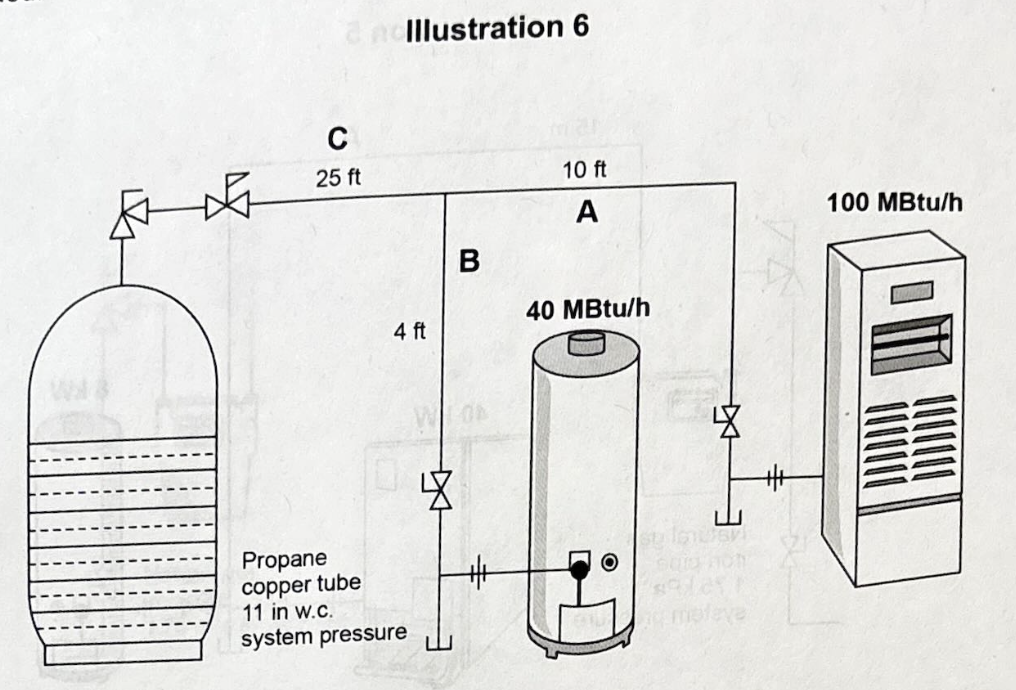 Illustration 6
C
25 ft
10 ft
A
100 MBtu/h
B
40 MBtu/h
4 ft
Propane
copper tube
11 in w.c.
system pressure